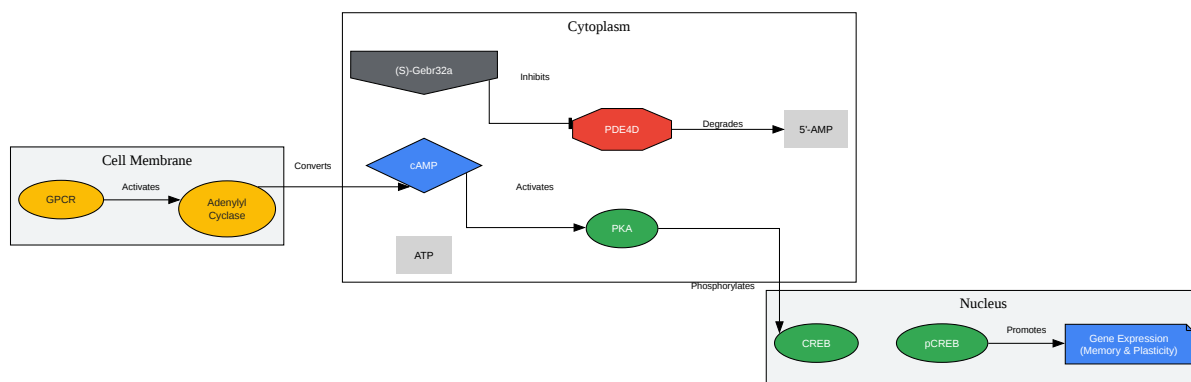 Cytoplasm
(S)-Gebr32a
Inhibits
PDE4D
Degrades
5'-AMP
Cell Membrane
GPCR
Activates
Adenylyl
Cyclase
Converts
cAMP
Activates
PKA
ATP
Phosphorylates
Nucleus
CREB
pCREB
Promotes
Gene Expression
(Memory & Plasticity)